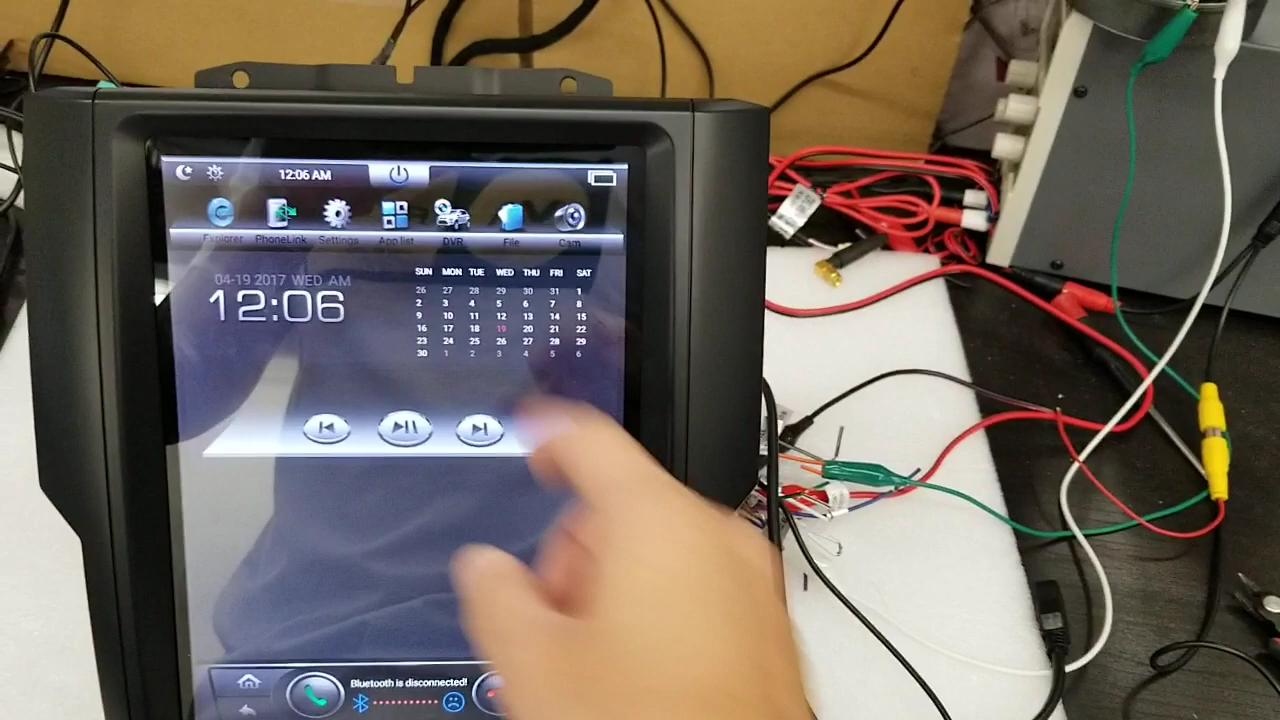 12:06 AM
Explorer PhoneLink Settings App list DVR File Cam
04-19 2017 WED AM
12:06
SUN MON TUE WED THU FRI SAT
26 27 28 29 30 31 1
2 3 4 5 6 7 8
9 10 11 12 13 14 15
16 17 18 19 20 21 22
23 24 25 26 27 28 29
30 1 2 3 4 5 6
Bluetooth is disconnected!